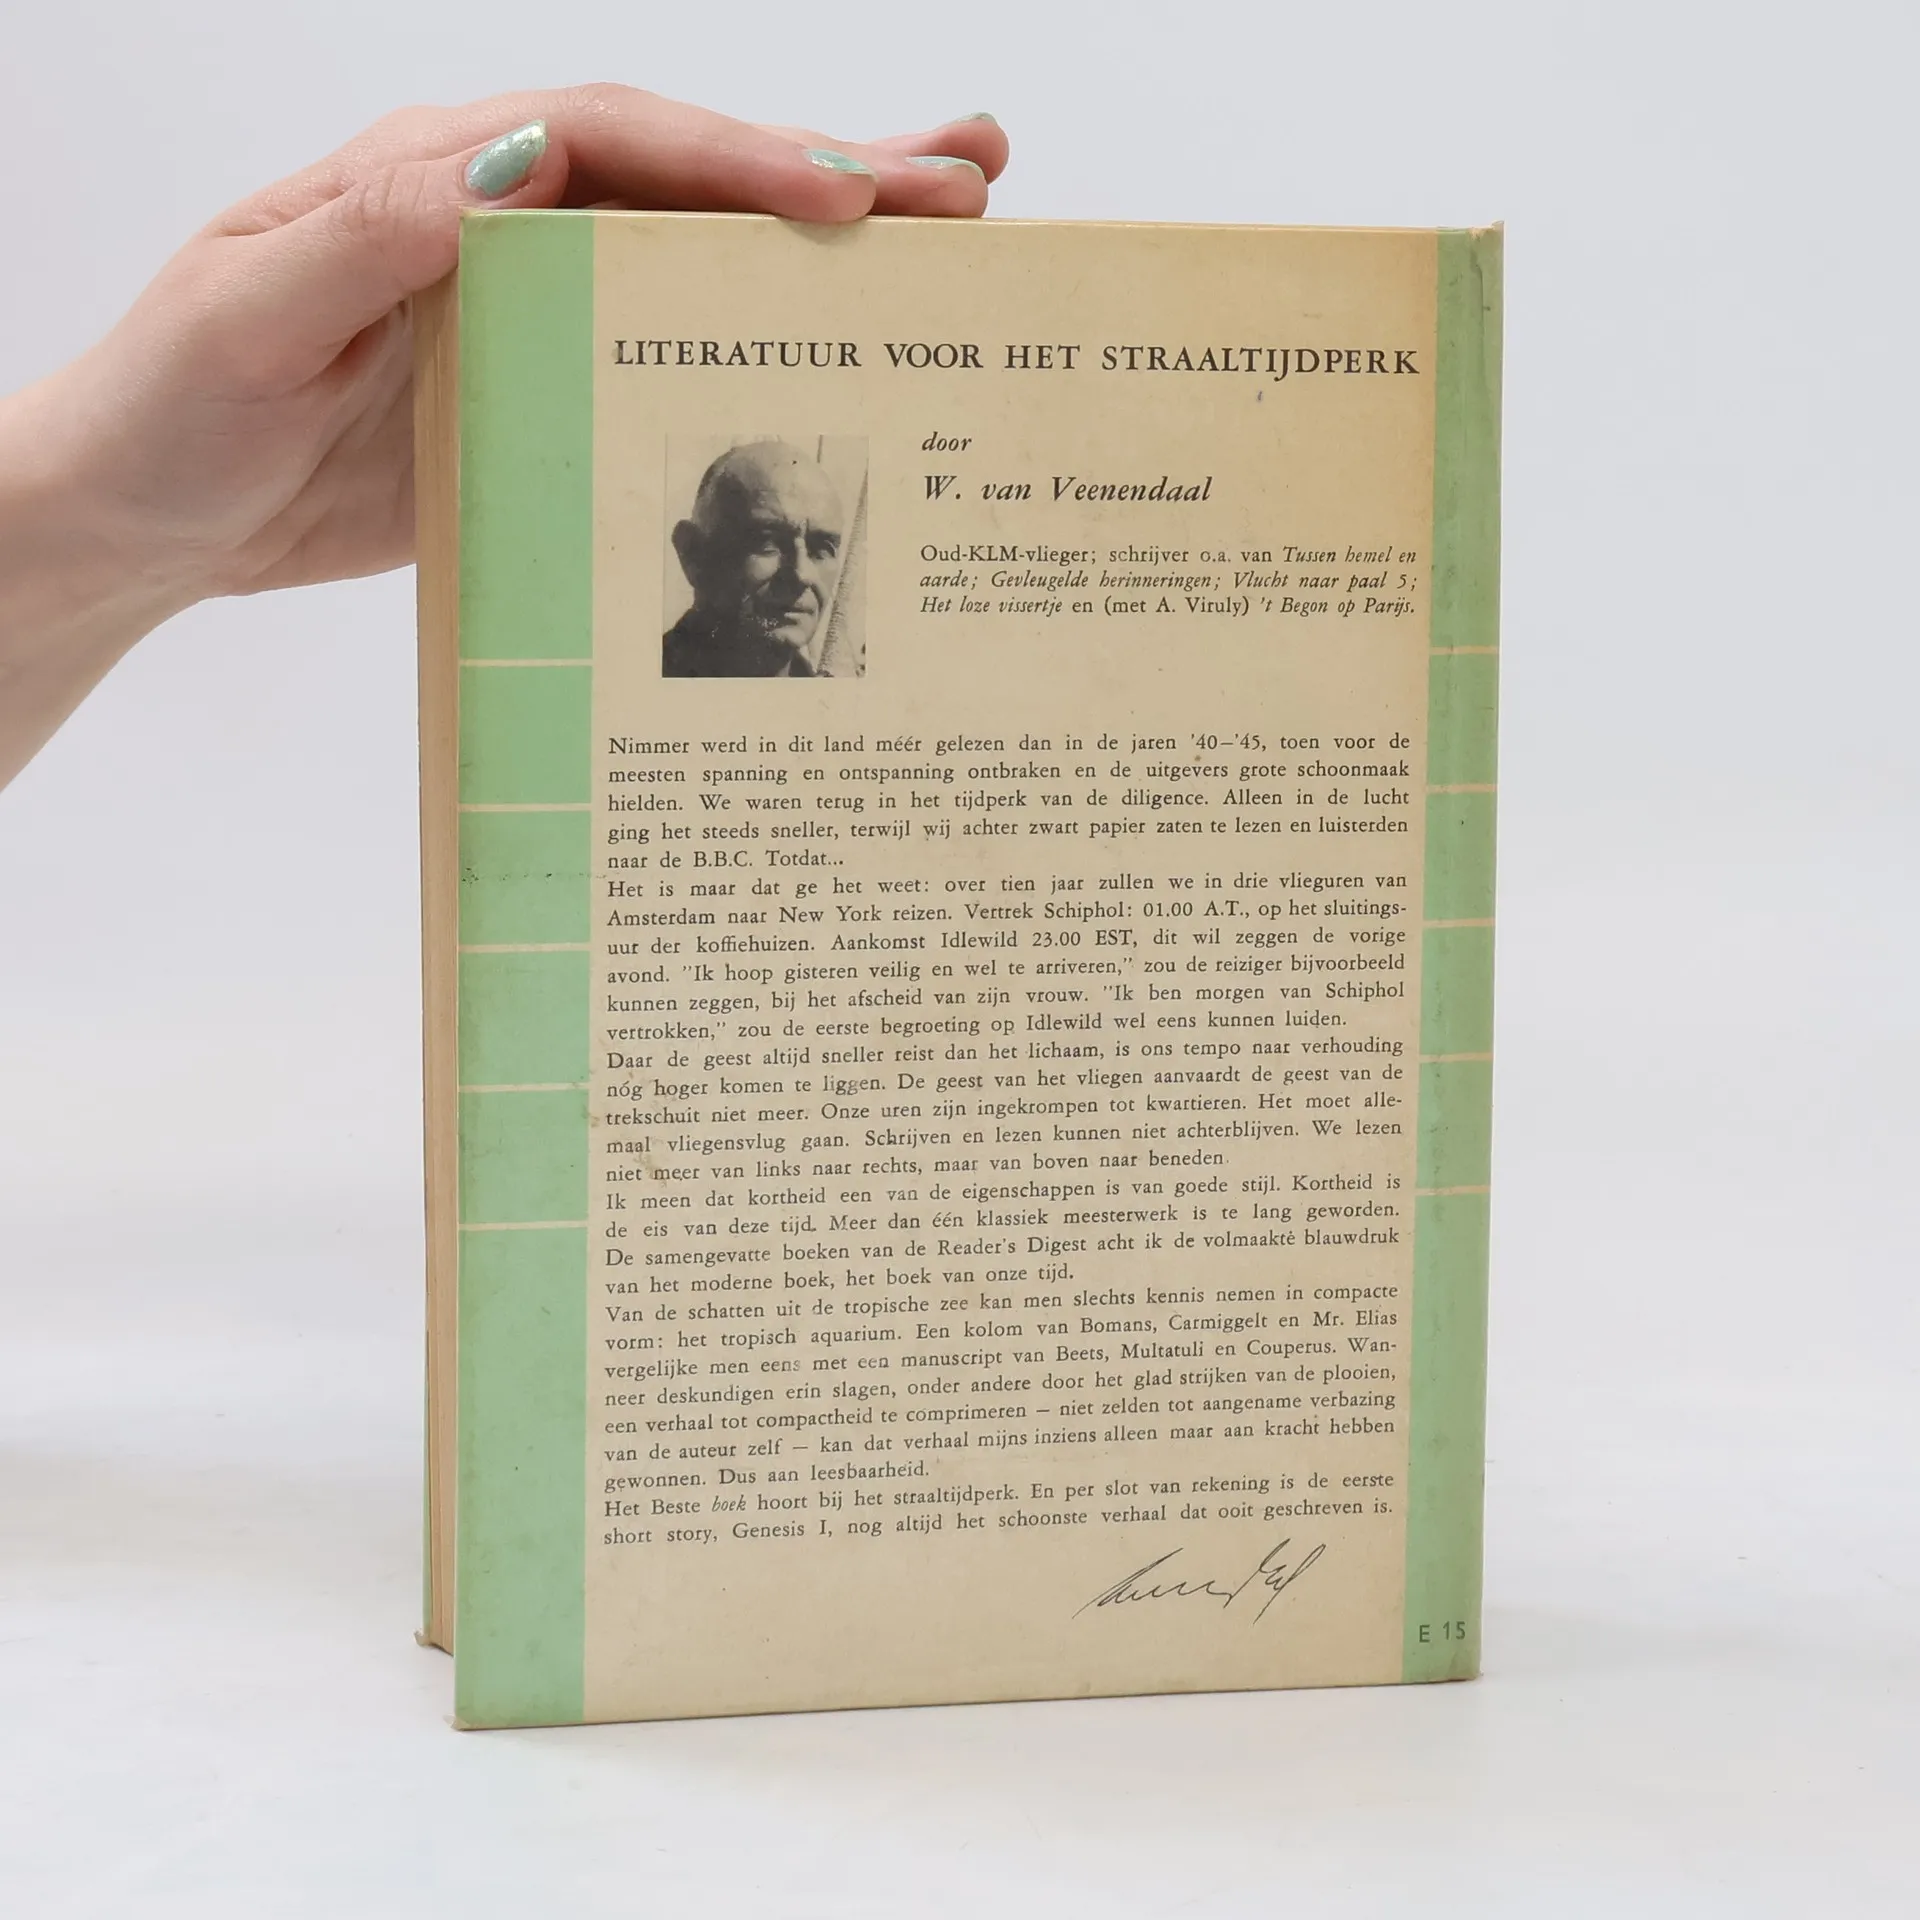 LITERATUUR VOOR HET STRAALTIJDPERK
door
W. van Veenendaal
Oud-KLM-vlieger; schrijver o.a. van Tussen hemel en
aarde; Gevleugelde herinneringen; Vlucht naar paal 5;
Het loze vissertje en (met A. Viruly) 't Begon op Parijs.
Nimmer werd in dit land méér gelezen dan in de jaren '40–'45, toen voor de
meesten spanning en ontspanning ontbraken en de uitgevers grote schoonmaak
hielden. We waren terug in het tijdperk van de diligence. Alleen in de lucht
ging het steeds sneller, terwijl wij achter zwart papier zaten te lezen en luisterden
naar de B.B.C. Totdat...
Het is maar dat ge het weet: over tien jaar zullen we in drie vlieguren van
Amsterdam naar New York reizen. Vertrek Schiphol: 01.00 A.T., op het sluitings-
uur der koffiehuizen. Aankomst Idlewild 23.00 EST, dit wil zeggen de vorige
avond. "Ik hoop gisteren veilig en wel te arriveren," zou de reiziger bijvoorbeeld
kunnen zeggen, bij het afscheid van zijn vrouw. "Ik ben morgen van Schiphol
vertrokken," zou de eerste begroeting op Idlewild wel eens kunnen luiden.
Daar de geest altijd sneller reist dan het lichaam, is ons tempo naar verhouding
nóg hoger komen te liggen. De geest van het vliegen aanvaardt de geest van de
trekschuit niet meer. Onze uren zijn ingekrompen tot kwartieren. Het moet alle-
maal vliegensvlug gaan. Schrijven en lezen kunnen niet achterblijven. We lezen
niet meer van links naar rechts, maar van boven naar beneden.
Ik meen dat kortheid een van de eigenschappen is van goede stijl. Kortheid is
de eis van deze tijd. Meer dan één klassiek meesterwerk is te lang geworden.
De samengevatte boeken van de Reader's Digest acht ik de volmaakte blauwdruk
van het moderne boek, het boek van onze tijd.
Van de schatten uit de tropische zee kan men slechts kennis nemen in compacte
vorm: het tropisch aquarium. Een kolom van Bomans, Carmiggelt en Mr. Elias
vergelijke men eens met een manuscript van Beets, Multatuli en Couperus. Wan-
neer deskundigen erin slagen, onder andere door het glad strijken van de plooien,
een verhaal tot compactheid te comprimeren — niet zelden tot aangename verbazing
van de auteur zelf — kan dat verhaal mijns inziens alleen maar aan kracht hebben
gewonnen. Dus aan leesbaarheid.
Het Beste boek hoort bij het straaltijdperk. En per slot van rekening is de eerste
short story, Genesis I, nog altijd het schoonste verhaal dat ooit geschreven is.
E 15